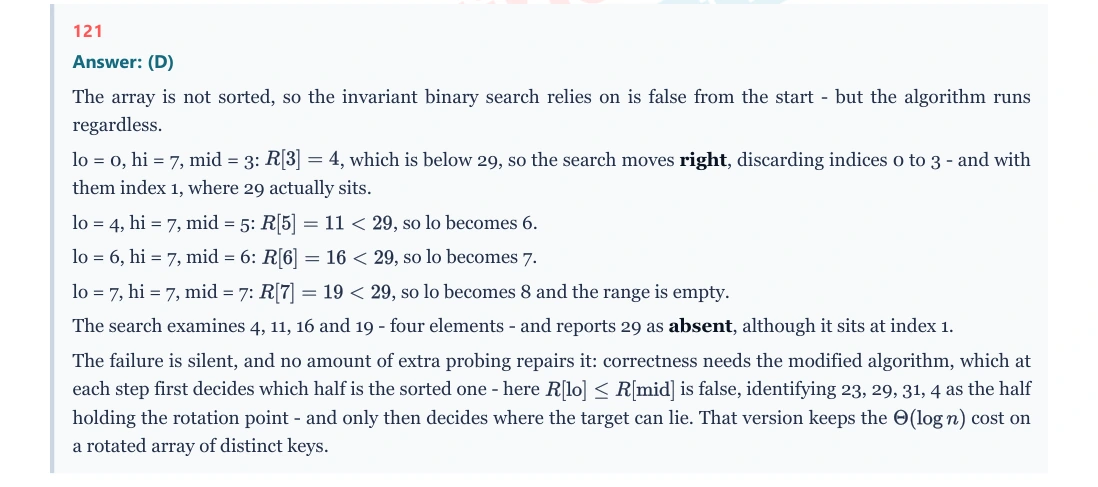 121
Answer: (D)
The array is not sorted, so the invariant binary search relies on is false from the start - but the algorithm runs
regardless.
lo = 0, hi = 7, mid = 3: R[3] = 4, which is below 29, so the search moves right, discarding indices 0 to 3 - and with
them index 1, where 29 actually sits.
lo = 4, hi = 7, mid = 5: R[5] = 11 < 29, so lo becomes 6.
lo = 6, hi = 7, mid = 6: R[6] = 16 < 29, so lo becomes 7.
lo = 7, hi = 7, mid = 7: R[7] = 19 < 29, so lo becomes 8 and the range is empty.
The search examines 4, 11, 16 and 19 - four elements - and reports 29 as absent, although it sits at index 1.
The failure is silent, and no amount of extra probing repairs it: correctness needs the modified algorithm, which at
each step first decides which half is the sorted one - here R[lo] ≤ R[mid] is false, identifying 23, 29, 31, 4 as the half
holding the rotation point - and only then decides where the target can lie. That version keeps the Θ(log n) cost on
a rotated array of distinct keys.